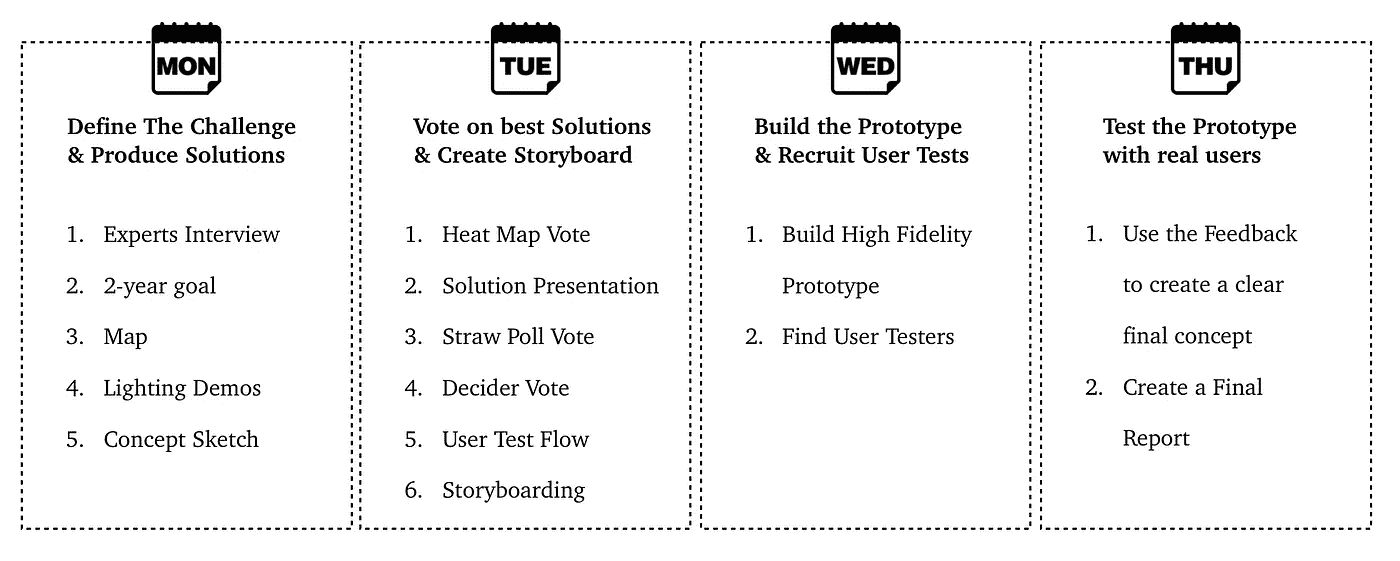 MON
Define The Challenge
& Produce Solutions
1. Experts Interview
2. 2-year goal
3. Map
4. Lighting Demos
5. Concept Sketch
TUE
Vote on best Solutions
& Create Storyboard
1. Heat Map Vote
2. Solution Presentation
3. Straw Poll Vote
4. Decider Vote
5. User Test Flow
6. Storyboarding
WED
Build the Prototype
& Recruit User Tests
1. Build High Fidelity
Prototype
2. Find User Testers
THU
Test the Prototype
with real users
1. Use the Feedback
to create a clear
final concept
2. Create a Final
Report